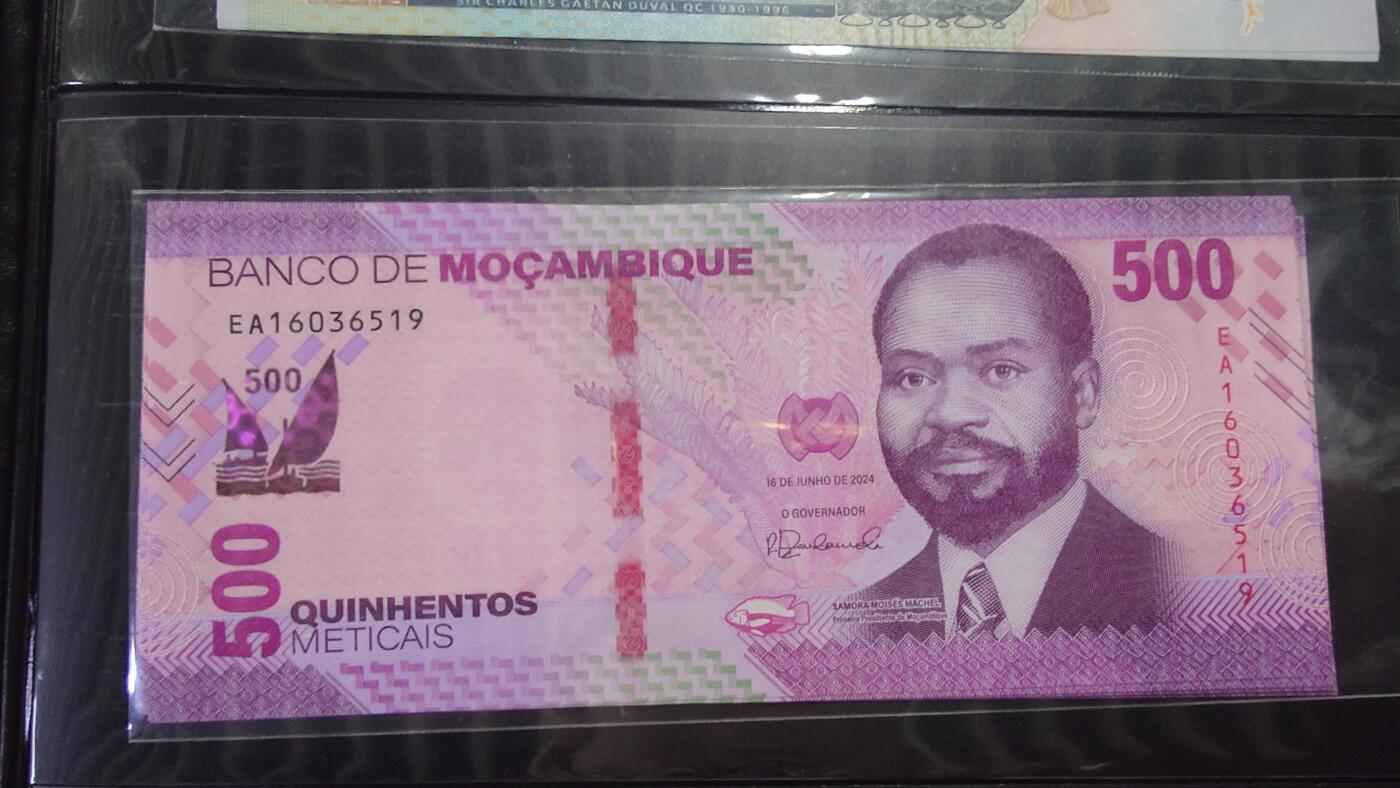 SIR CHARLES GAËTAN DUVAL QC 1930-1996
BANCO DE MOÇAMBIQUE
500
EA16036519
500
EA16036519
16 DE JUNHO DE 2024
O GOVERNADOR
500
QUINHENTOS
METICAIS
SAMORA MOISÉS MACHEL
Primeiro Presidente de Moçambique